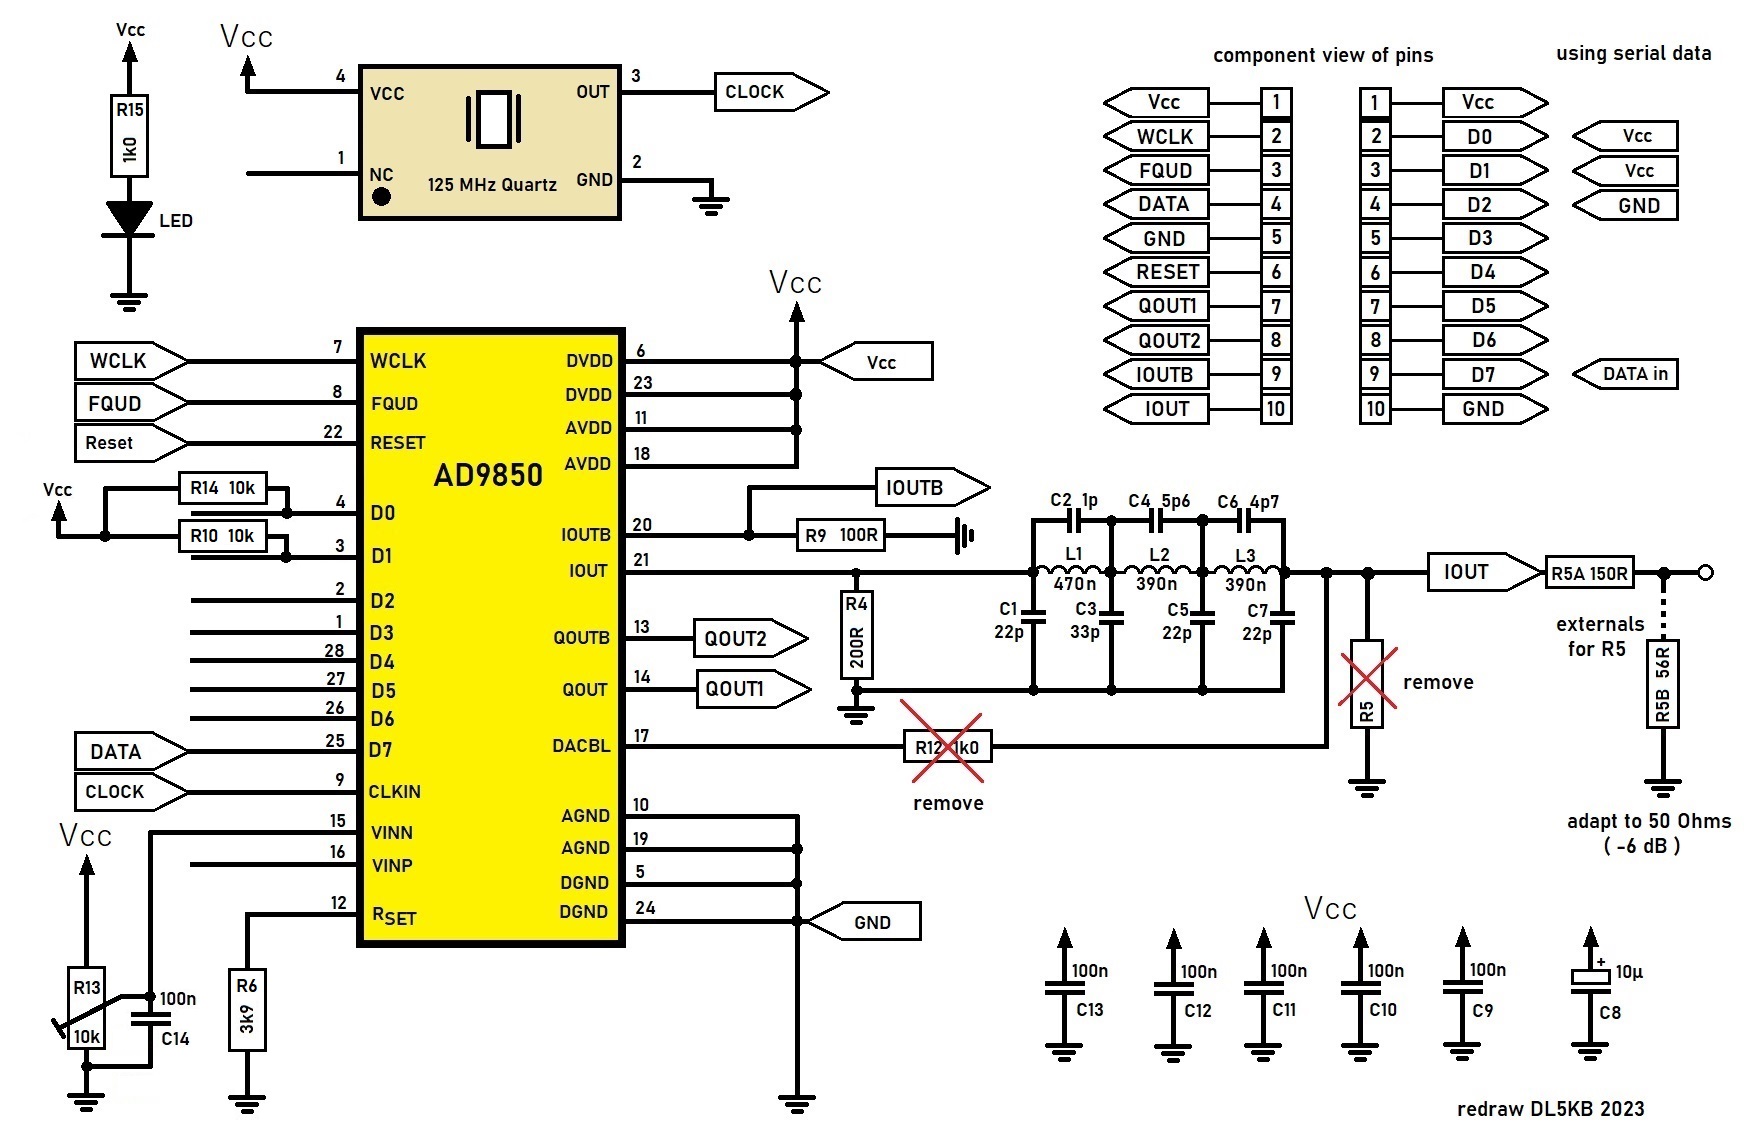 Vcc
R15
1k0
LED
VCC
4
VCC
OUT
3
CLOCK
1
NC
125 MHz Quartz
GND
2
component view of pins
using serial data
Vcc 1
WCLK 2
FQUD 3
DATA 4
GND 5
RESET 6
QOUT1 7
QOUT2 8
IOUTB 9
IOUT 10
1 Vcc
2 D0 Vcc
3 D1 Vcc
4 D2 GND
5 D3
6 D4
7 D5
8 D6
9 D7 DATA in
10 GND
AD9850
WCLK 7 WCLK
FQUD 8 FQUD
Reset 22 RESET
Vcc
R14 10k
4 D0
R10 10k
3 D1
2 D2
1 D3
28 D4
27 D5
26 D6
DATA 25 D7
CLOCK 9 CLKIN
15 VINN
16 VINP
12 RSET
VCC
R13
10k
100n
C14
R6
3k9
VCC
DVDD 6 Vcc
DVDD 23
AVDD 11
AVDD 18
IOUTB 20
IOUTB
R9 100R
IOUT 21
R4
200R
QOUTB 13 QOUT2
QOUT 14 QOUT1
DACBL 17
R12 1k0
remove
AGND 10
AGND 19
DGND 5
DGND 24 GND
C2 1p
C4 5p6
C6 4p7
L1
470n
L2
390n
L3
390n
C1
22p
C3
33p
C5
22p
C7
22p
IOUT
R5A 150R
R5
remove
externals
for R5
R5B 56R
adapt to 50 Ohms
( -6 dB )
VCC
100n
C13
100n
C12
100n
C11
100n
C10
100n
C9
+
10µ
C8
redraw DL5KB 2023